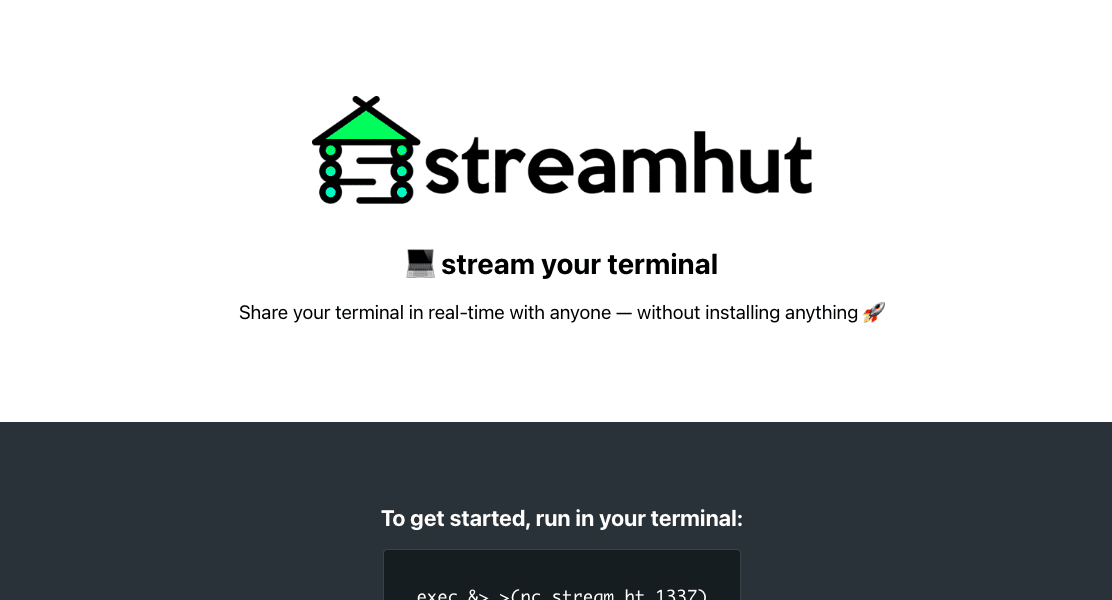 streamhut
💻 stream your terminal
Share your terminal in real-time with anyone — without installing anything 🚀
To get started, run in your terminal:
exec &> >(nc stream.ht 1337)